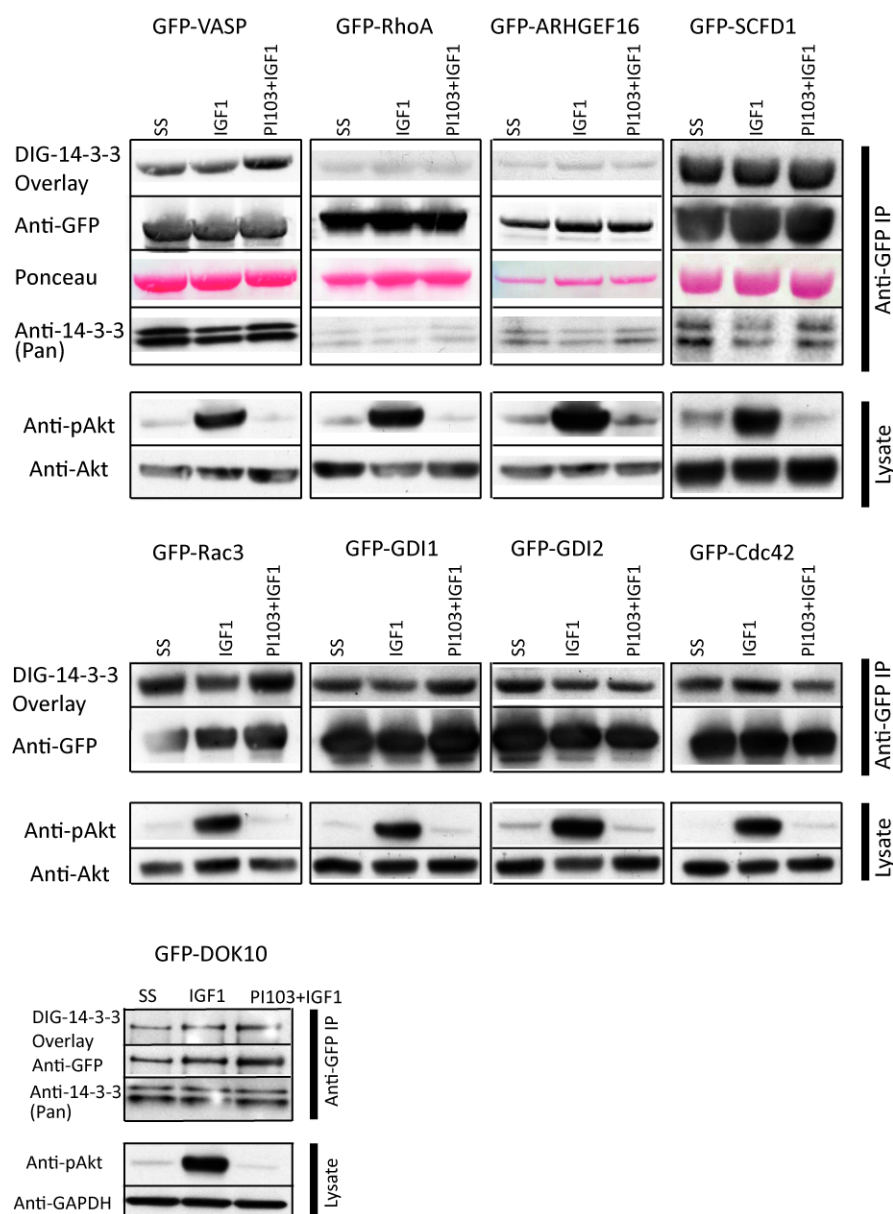 GFP-VASP GFP-RhoA GFP-ARHGEF16 GFP-SCFD1
SS IGF1 PI103+IGF1 SS IGF1 PI103+IGF1 SS IGF1 PI103+IGF1 SS IGF1 PI103+IGF1
DIG-14-3-3
Overlay
Anti-GFP
Ponceau
Anti-14-3-3
(Pan)
Anti-GFP IP
Anti-pAkt
Anti-Akt
Lysate
GFP-Rac3 GFP-GDI1 GFP-GDI2 GFP-Cdc42
SS IGF1 PI103+IGF1 SS IGF1 PI103+IGF1 SS IGF1 PI103+IGF1 SS IGF1 PI103+IGF1
DIG-14-3-3
Overlay
Anti-GFP
Anti-GFP IP
Anti-pAkt
Anti-Akt
Lysate
GFP-DOK10
SS IGF1 PI103+IGF1
DIG-14-3-3
Overlay
Anti-GFP
Anti-14-3-3
(Pan)
Anti-GFP IP
Anti-pAkt
Anti-GAPDH
Lysate